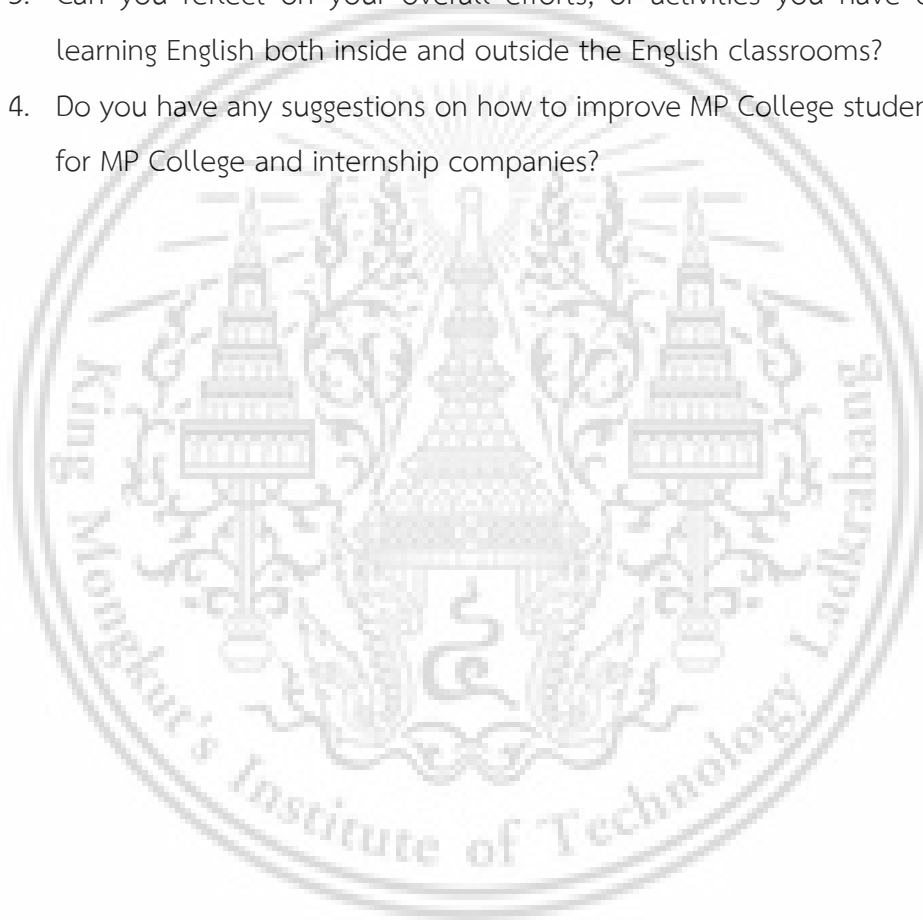 Can you reflect on your overall efforts, or activities you have
learning English both inside and outside the English classrooms?
4. Do you have any suggestions on how to improve MP College
for MP College and internship companies?
King Mongkut's Institute of Technology Ladkrabang